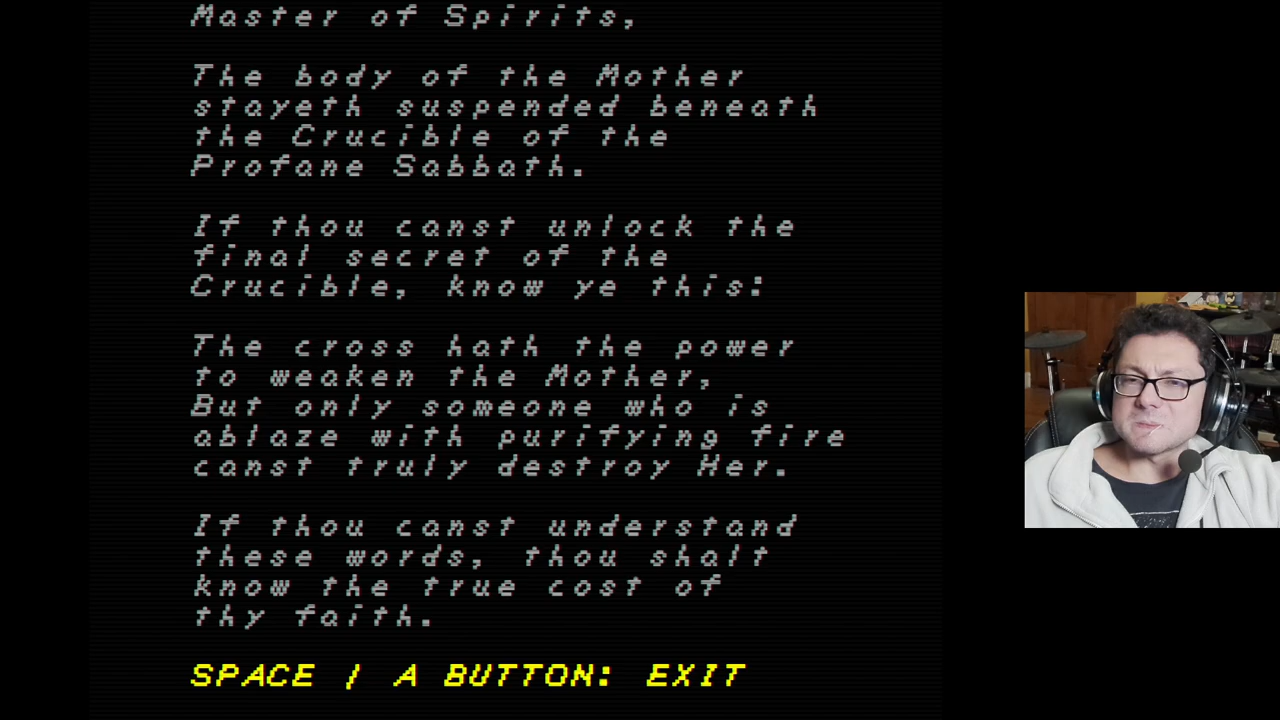 Master of Spirits,
The body of the Mother
stayeth suspended beneath
the Crucible of the
Profane Sabbath.
If thou canst unlock the
final secret of the
Crucible, know ye this:
The cross hath the power
to weaken the Mother,
But only someone who is
ablaze with purifying fire
canst truly destroy Her.
If thou canst understand
these words, thou shalt
know the true cost of
thy faith.
SPACE / A BUTTON: EXIT